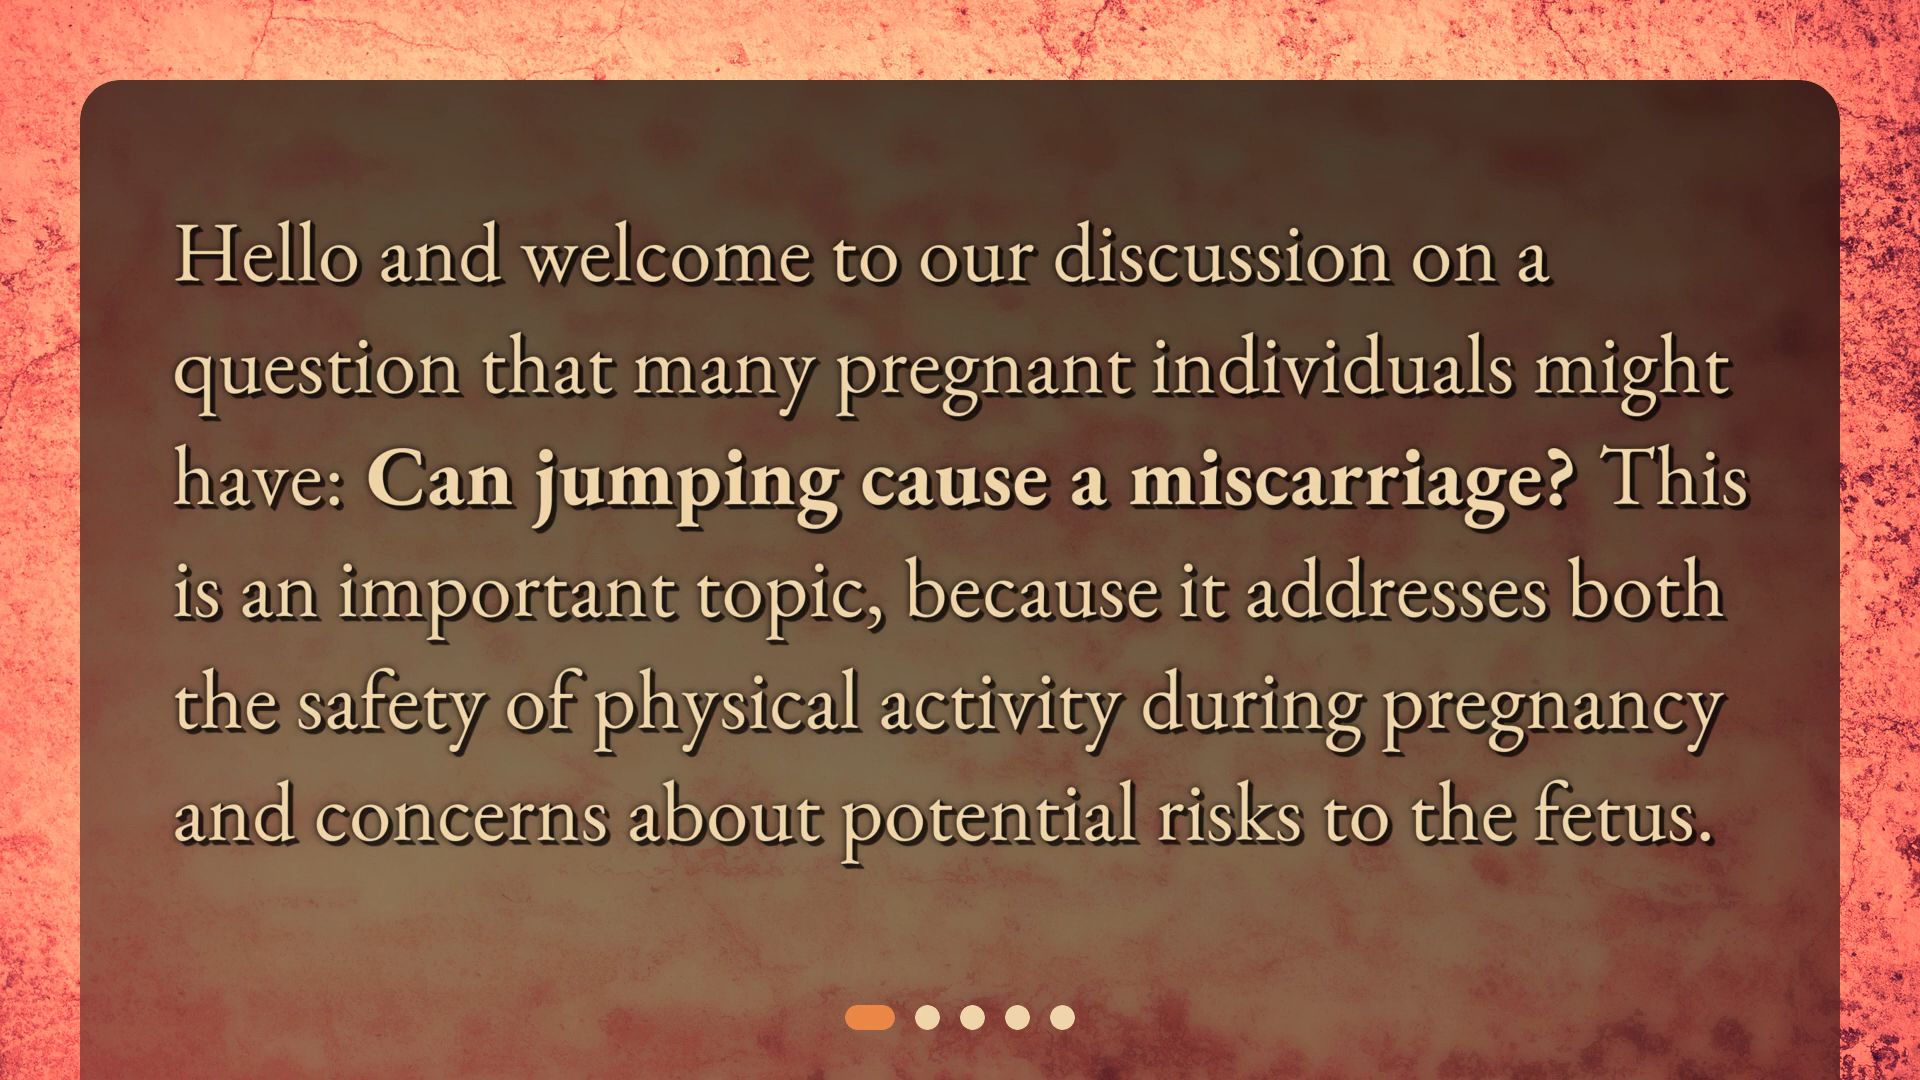 Hello and welcome to our discussion on a
question that many pregnant individuals might
have: Can jumping cause a miscarriage? This
is an important topic, because it addresses both
the safety of physical activity during pregnancy
and concerns about potential risks to the fetus.